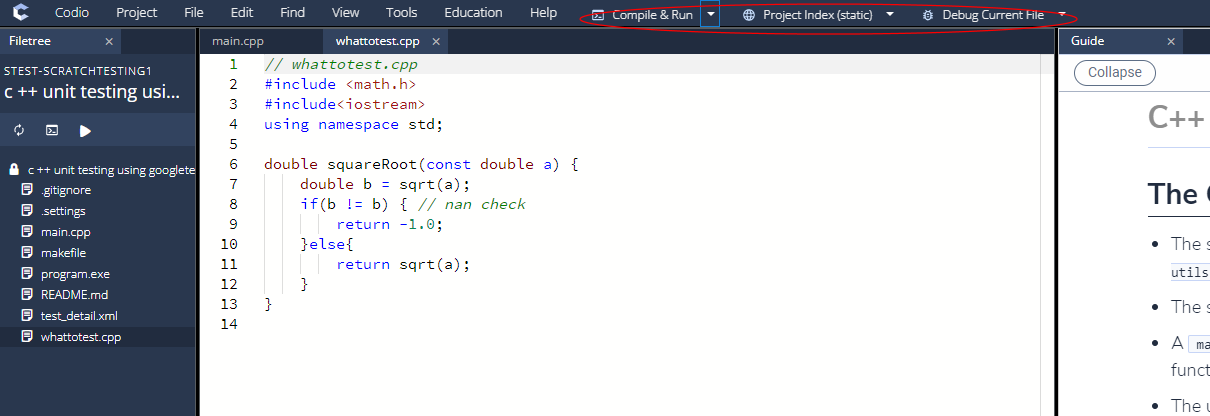 Codio Project File Edit Find View Tools Education Help Compile & Run Project Index (static) Debug Current File
Filetree
STEST-SCRATCHTESTING1
c ++ unit testing usi...
c ++ unit testing using googlete
.gitignore
.settings
main.cpp
makefile
program.exe
README.md
test_detail.xml
whattotest.cpp
main.cpp whattotest.cpp
1 // whattotest.cpp
2 #include <math.h>
3 #include<iostream>
4 using namespace std;
5
6 double squareRoot(const double a) {
7 double b = sqrt(a);
8 if(b != b) { // nan check
9 return -1.0;
10 }else{
11 return sqrt(a);
12 }
13 }
14
Guide
Collapse
C++
The
The
utils
The
A
funct
The